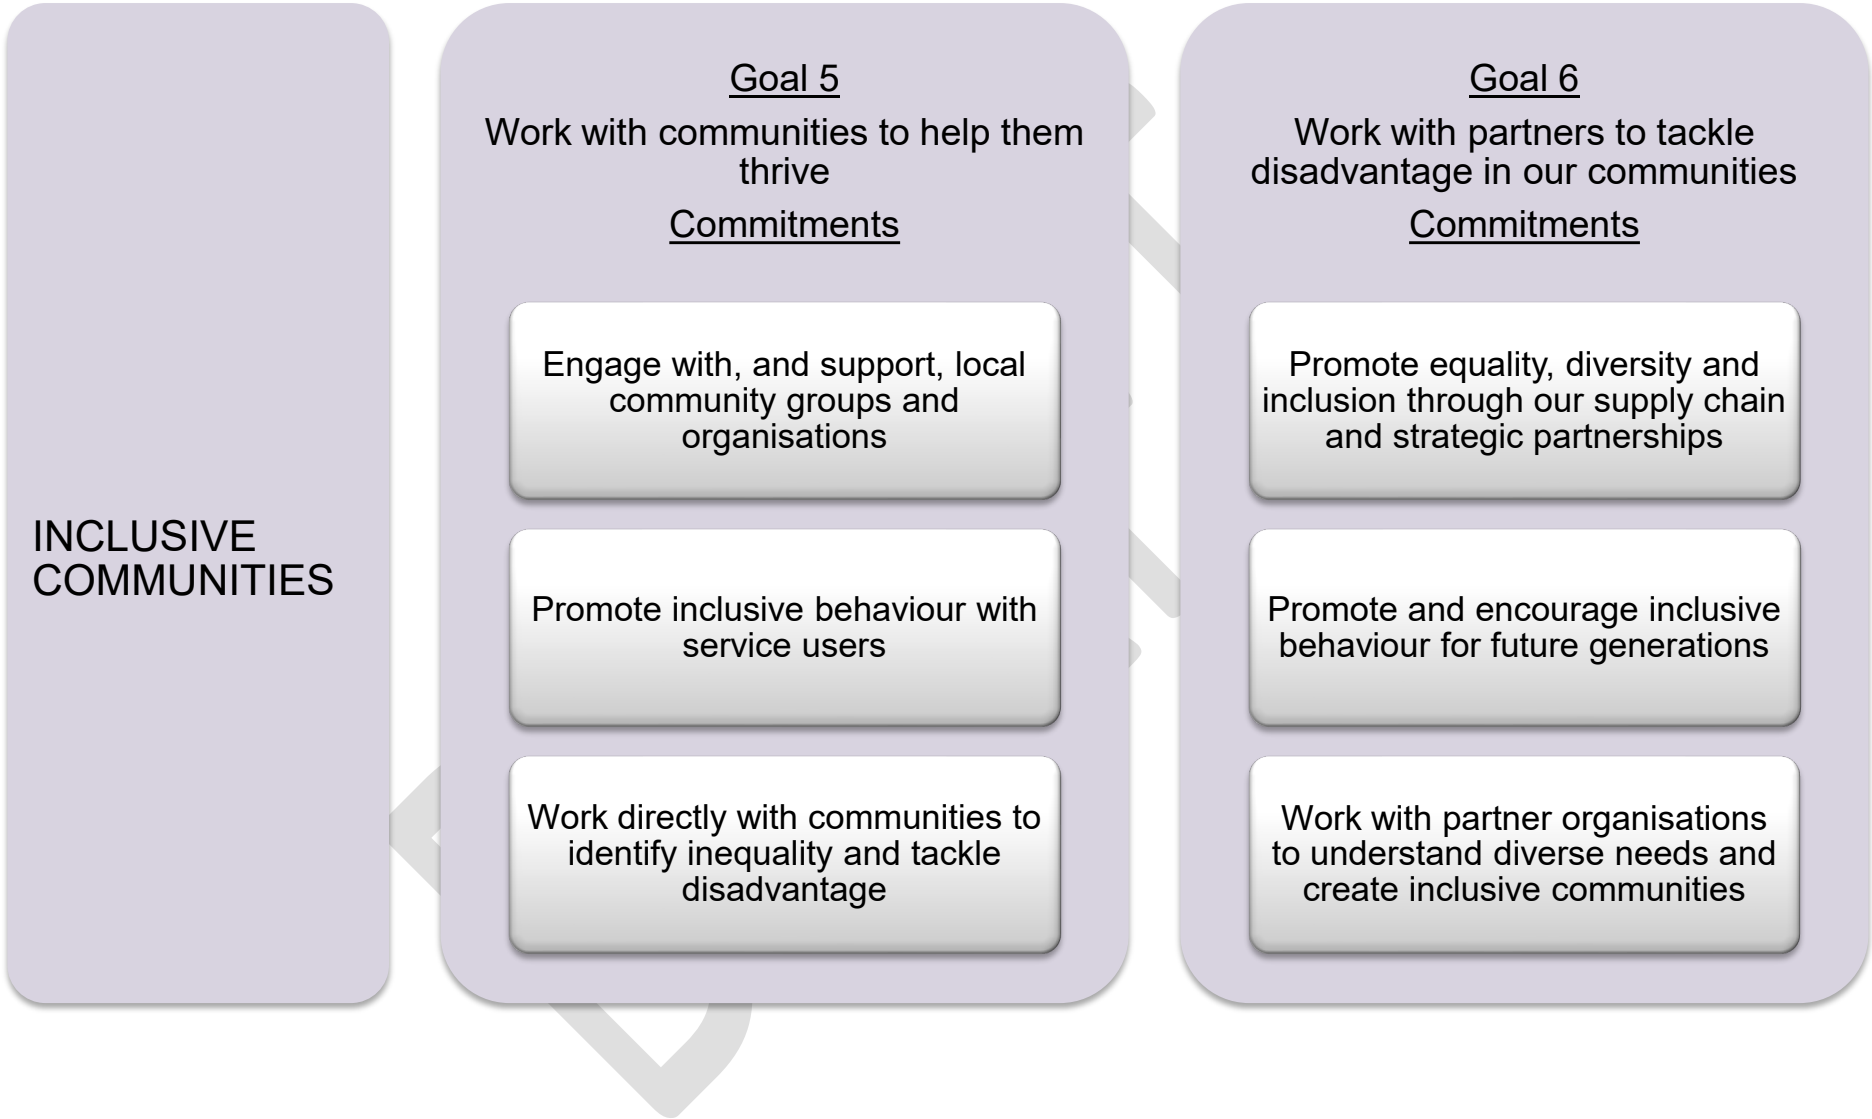 INCLUSIVE
COMMUNITIES
Goal 5
Work with communities to help them
thrive
Commitments
Engage with, and support, local
community groups and
organisations
Promote inclusive behaviour with
service users
Work directly with communities to
identify inequality and tackle
disadvantage
Goal 6
Work with partners to tackle
disadvantage in our communities
Commitments
Promote equality, diversity and
inclusion through our supply chain
and strategic partnerships
Promote and encourage inclusive
behaviour for future generations
Work with partner organisations
to understand diverse needs and
create inclusive communities